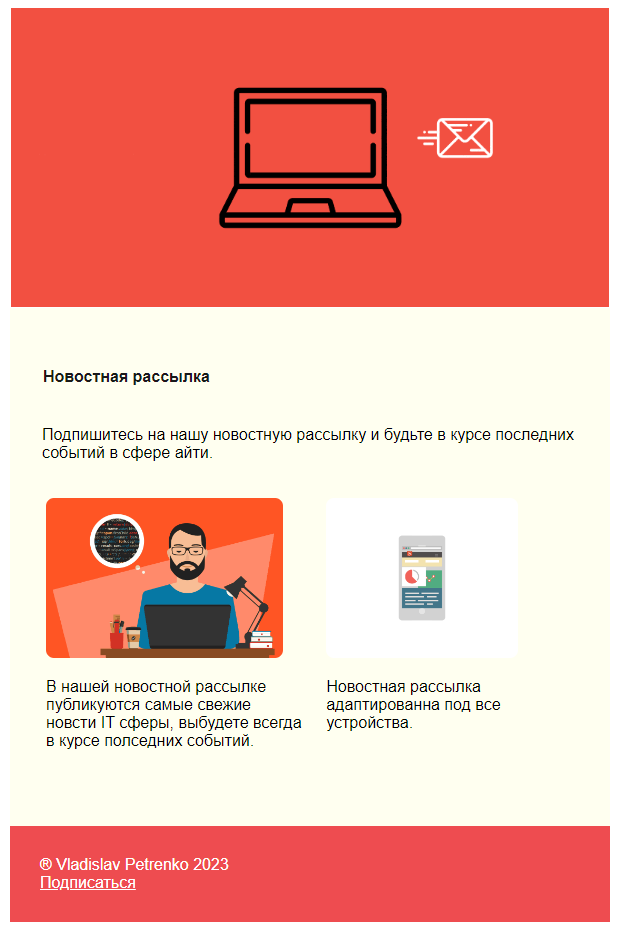 Новостная рассылка
Подпишитесь на нашу новостную рассылку и будьте в курсе последних
событий в сфере айти.
В нашей новостной рассылке
публикуются самые свежие
новсти IT сферы, выбудете всегда
в курсе полседних событий.
Новостная рассылка
адаптированна под все
устройства.
® Vladislav Petrenko 2023
Подписаться